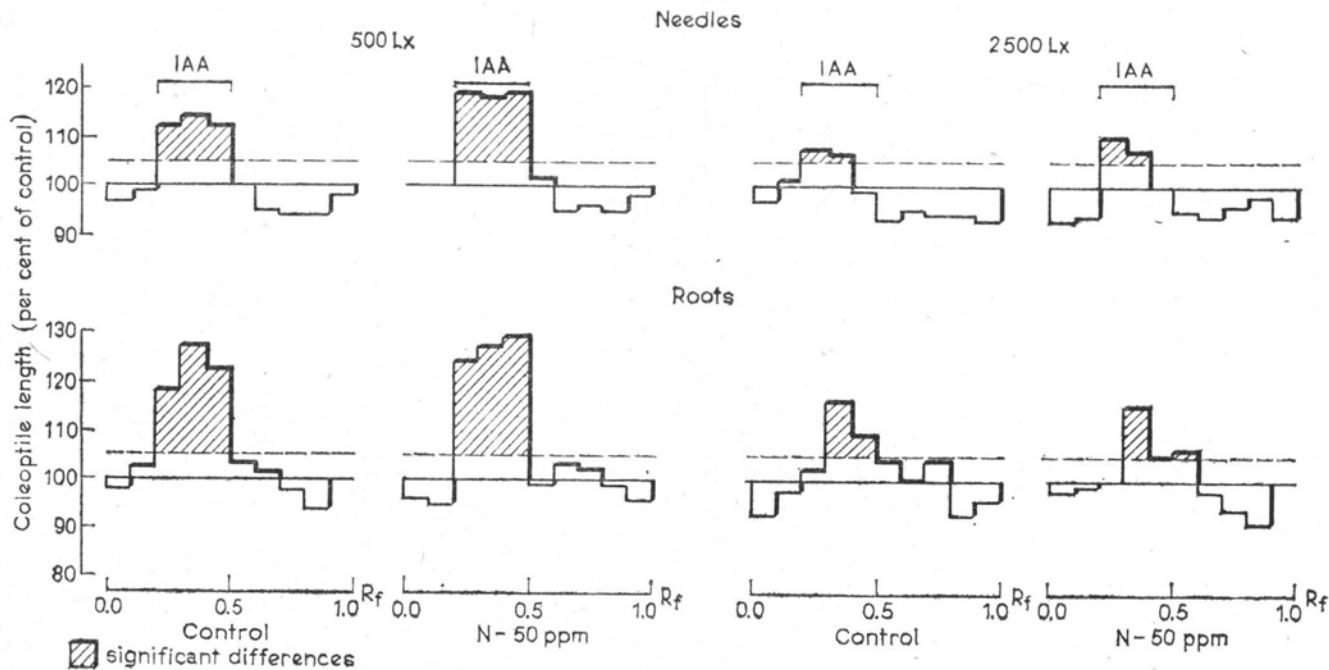 Needles
500 Lx
2500 Lx
IAA
IAA
IAA
IAA
120
110
100
90
Coleoptile length (per cent of control)
Roots
130
120
110
100
90
80
0.0 0.5 1.0 Rf
0.0 0.5 1.0
0.0 0.5 1.0 Rf
0.0 0.5 1.0 Rf
Control
N-50 ppm
Control
N-50 ppm
significant differences